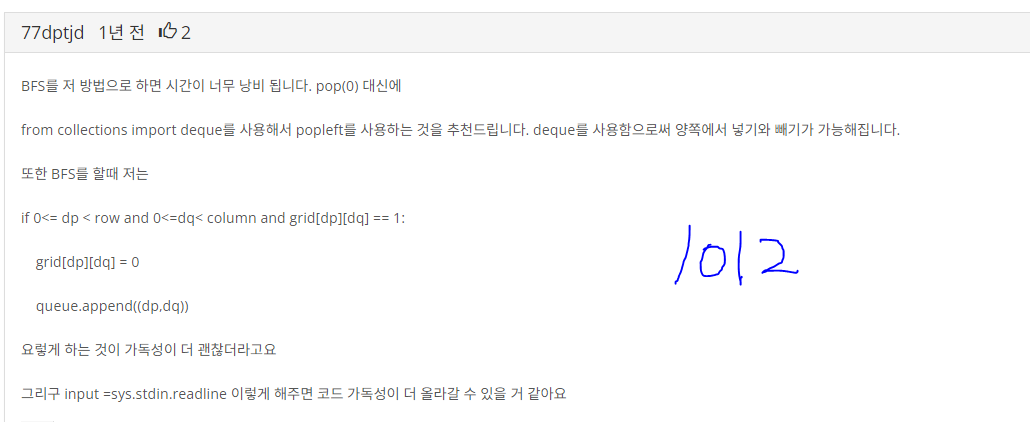 77dptjd 1년 전 2
BFS를 저 방법으로 하면 시간이 너무 낭비 됩니다. pop(0) 대신에
from collections import deque를 사용해서 popleft를 사용하는 것을 추천드립니다. deque를 사용함으로써 양쪽에서 넣기와 빼기가 가능해집니다.
또한 BFS를 할때 저는
if 0<= dp < row and 0<=dq< column and grid[dp][dq] == 1:
grid[dp][dq] = 0
1012
queue.append((dp,dq))
요렇게 하는 것이 가독성이 더 괜찮더라고요
그리구 input =sys.stdin.readline 이렇게 해주면 코드 가독성이 더 올라갈 수 있을 거 같아요